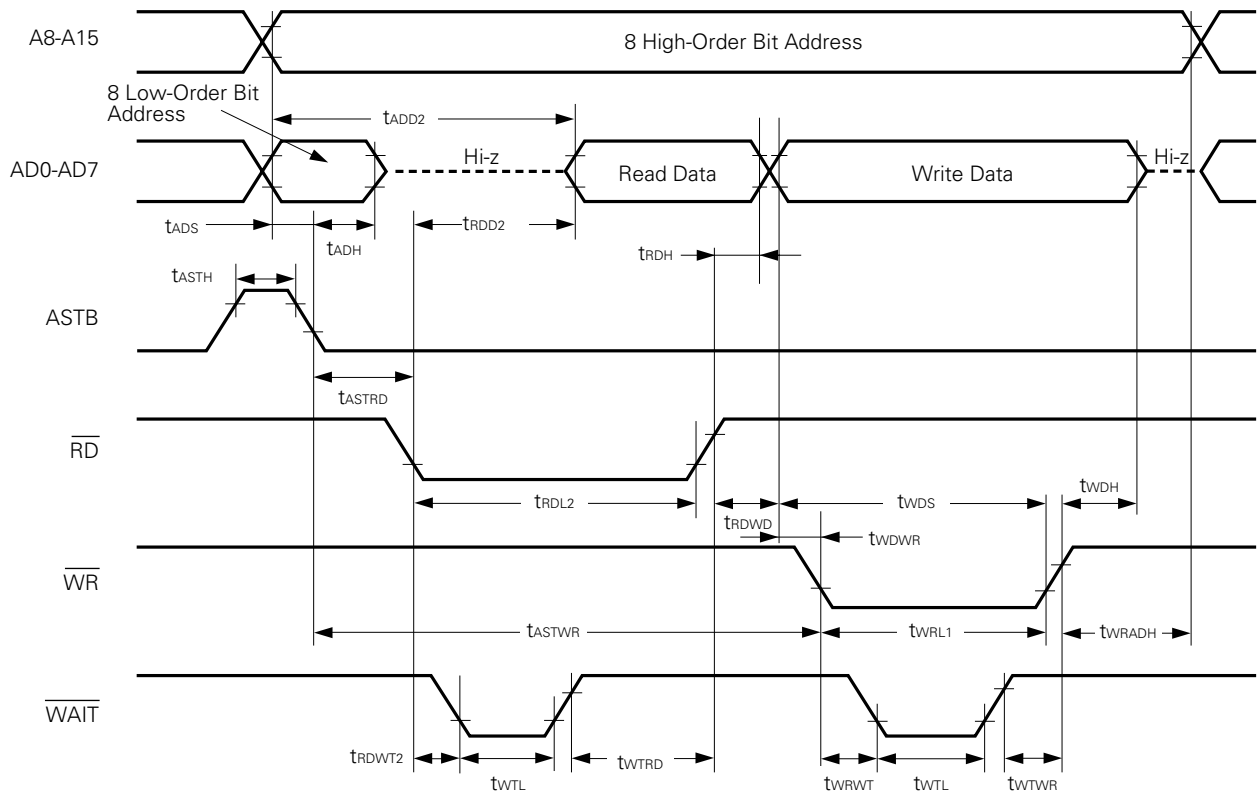 A8-A15
8 High-Order Bit Address
8 Low-Order Bit
Address
tADD2
AD0-AD7
Hi-z
Read Data
Write Data
Hi-z
tADS
tADH
tRDD2
tRDH
tASTH
ASTB
tASTRD
RD
tRDL2
tRDWD
tWDS
tWDH
tWDWR
WR
tASTWR
tWRL1
tWRADH
WAIT
tRDWT2
tWTL
tWTRD
tWRWT
tWTL
tWTWR